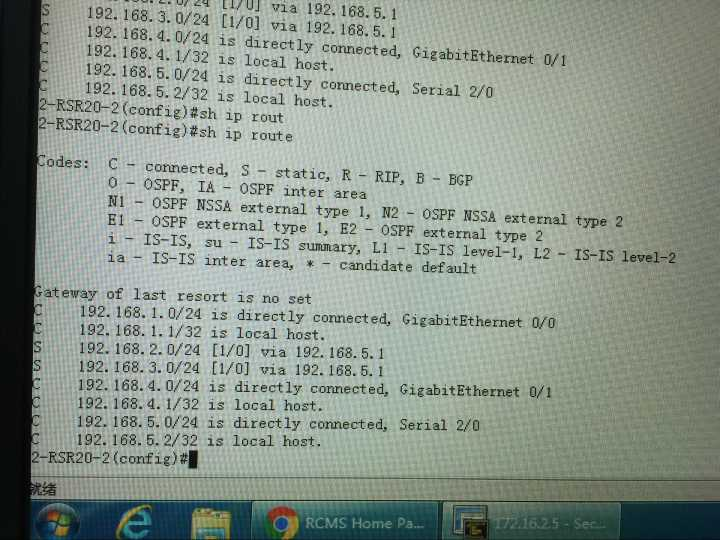 192.168.2.0/24 [1/0] via 192.168.5.1
S 192.168.3.0/24 [1/0] via 192.168.5.1
C 192.168.4.0/24 is directly connected, GigabitEthernet 0/1
C 192.168.4.1/32 is local host.
C 192.168.5.0/24 is directly connected, Serial 2/0
C 192.168.5.2/32 is local host.
2-RSR20-2(config)#sh ip rout
2-RSR20-2(config)#sh ip route
Codes: C - connected, S - static, R - RIP, B - BGP
O - OSPF, IA - OSPF inter area
N1 - OSPF NSSA external type 1, N2 - OSPF NSSA external type 2
E1 - OSPF external type 1, E2 - OSPF external type 2
i - IS-IS, su - IS-IS summary, L1 - IS-IS level-1, L2 - IS-IS level-2
ia - IS-IS inter area, * - candidate default
Gateway of last resort is no set
C 192.168.1.0/24 is directly connected, GigabitEthernet 0/0
C 192.168.1.1/32 is local host.
S 192.168.2.0/24 [1/0] via 192.168.5.1
S 192.168.3.0/24 [1/0] via 192.168.5.1
C 192.168.4.0/24 is directly connected, GigabitEthernet 0/1
C 192.168.4.1/32 is local host.
C 192.168.5.0/24 is directly connected, Serial 2/0
C 192.168.5.2/32 is local host.
2-RSR20-2(config)#
就绪
RCMS Home Pa... 172.16.2.5 - Sec...